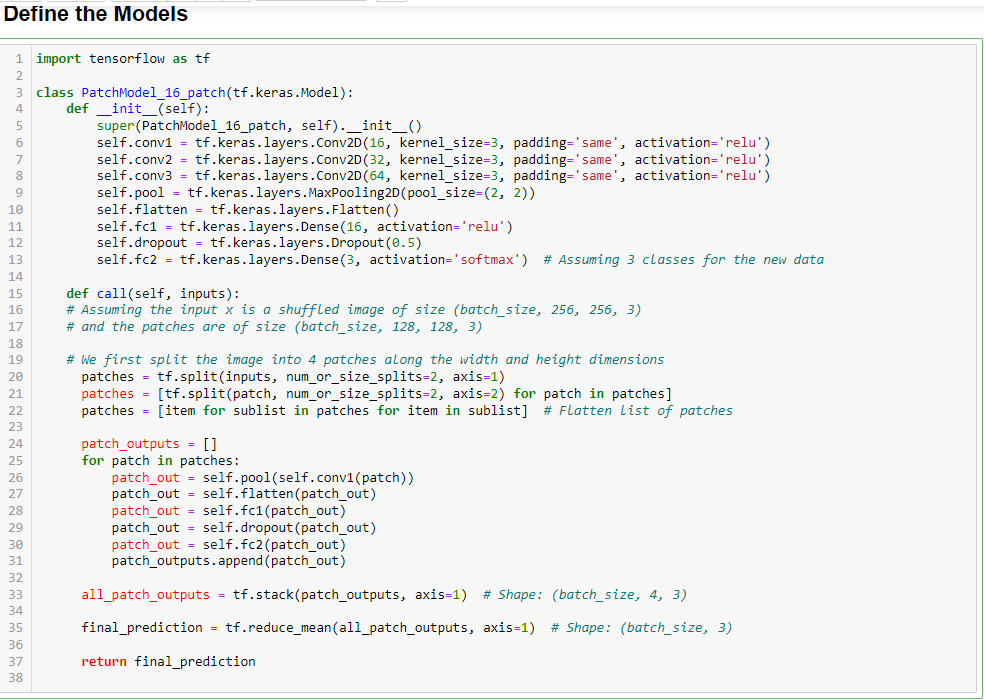 Define the Models
1 import tensorflow as tf
2
3 class PatchModel_16_patch(tf.keras.Model):
4     def __init__(self):
5         super(PatchModel_16_patch, self).__init__()
6         self.conv1 = tf.keras.layers.Conv2D(16, kernel_size=3, padding='same', activation='relu')
7         self.conv2 = tf.keras.layers.Conv2D(32, kernel_size=3, padding='same', activation='relu')
8         self.conv3 = tf.keras.layers.Conv2D(64, kernel_size=3, padding='same', activation='relu')
9         self.pool = tf.keras.layers.MaxPooling2D(pool_size=(2, 2))
10         self.flatten = tf.keras.layers.Flatten()
11         self.fc1 = tf.keras.layers.Dense(16, activation='relu')
12         self.dropout = tf.keras.layers.Dropout(0.5)
13         self.fc2 = tf.keras.layers.Dense(3, activation='softmax')  # Assuming 3 classes for the new data
14
15     def call(self, inputs):
16     # Assuming the input x is a shuffled image of size (batch_size, 256, 256, 3)
17     # and the patches are of size (batch_size, 128, 128, 3)
18
19     # We first split the image into 4 patches along the width and height dimensions
20       patches = tf.split(inputs, num_or_size_splits=2, axis=1)
21       patches = [tf.split(patch, num_or_size_splits=2, axis=2) for patch in patches]
22       patches = [item for sublist in patches for item in sublist]  # Flatten list of patches
23
24       patch_outputs = []
25       for patch in patches:
26           patch_out = self.pool(self.conv1(patch))
27           patch_out = self.flatten(patch_out)
28           patch_out = self.fc1(patch_out)
29           patch_out = self.dropout(patch_out)
30           patch_out = self.fc2(patch_out)
31           patch_outputs.append(patch_out)
32
33       all_patch_outputs = tf.stack(patch_outputs, axis=1)  # Shape: (batch_size, 4, 3)
34
35       final_prediction = tf.reduce_mean(all_patch_outputs, axis=1)  # Shape: (batch_size, 3)
36
37       return final_prediction
38